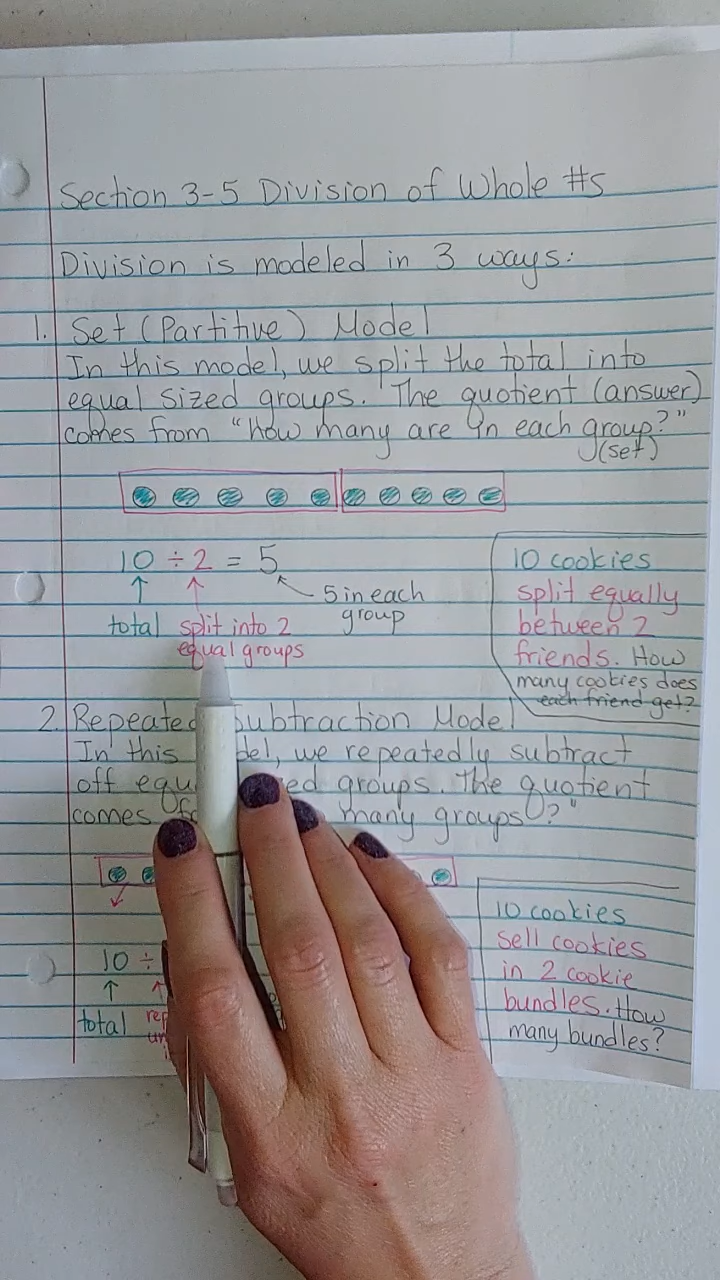 Section 3-5 Division of Whole #s
Division is modeled in 3 ways:
1. Set (Partitive) Model
In this model, we split the total into
equal sized groups. The quotient (answer)
comes from "How many are in each group?"
(set)
10 ÷ 2 = 5
5 in each
group
total
split into 2
equal groups
10 cookies
split equally
between 2
friends. How
many cookies does
each friend get?
2. Repeated Subtraction Model
In this, we repeatedly subtract
off groups. The quotient
comes many groups?"
10 ÷
total
10 cookies
sell cookies
in 2 cookie
bundles. How
many bundles?